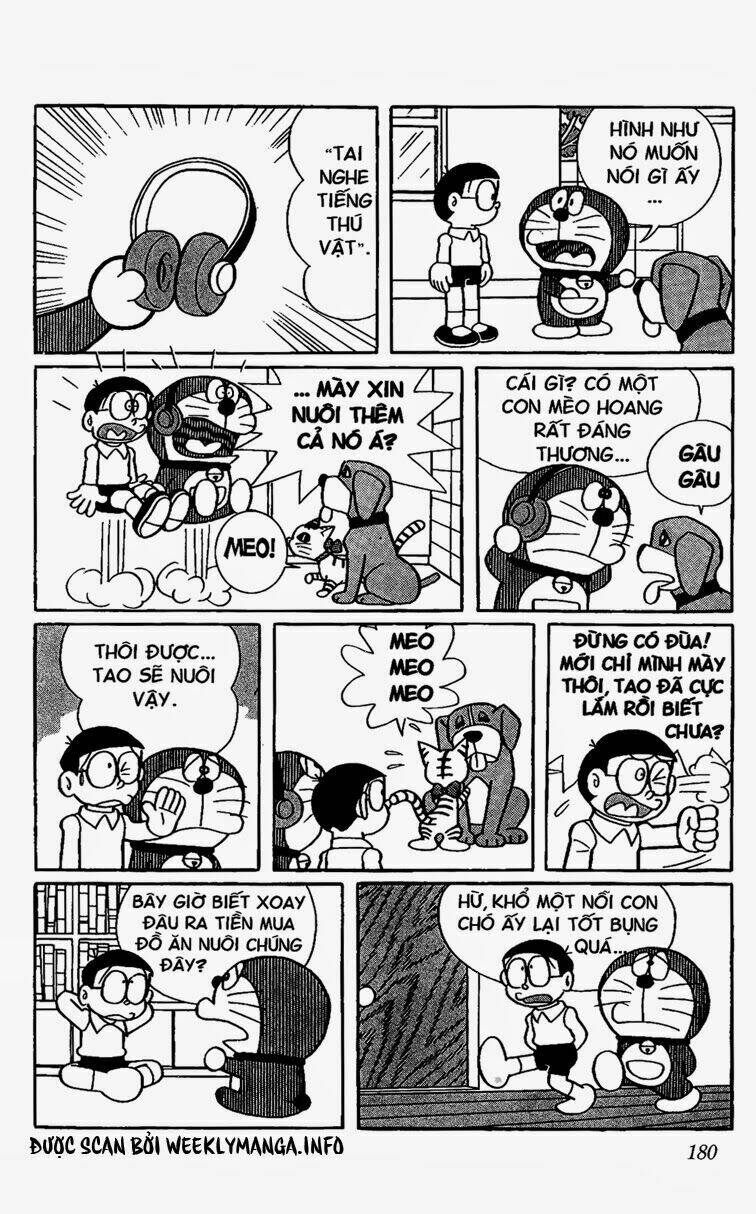 "TAI
NGHE
TIẾNG
THÚ
VẬT".
HÌNH NHƯ
NÓ MUỐN
NÓI GÌ ẤY
...
... MÀY XIN
NUÔI THÊM
CẢ NÓ Á?
MEO!
CÁI GÌ? CÓ MỘT
CON MÈO HOANG
RẤT ĐÁNG
THƯƠNG...
GÂU
GÂU
THÔI ĐƯỢC...
TAO SẼ NUÔI
VẬY.
MEO
MEO
MEO
ĐỪNG CÓ ĐÙA!
MỚI CHỈ MÌNH MÀY
THÔI, TAO ĐÃ CỰC
LẮM RỒI BIẾT
CHƯA?
BÂY GIỜ BIẾT XOAY
ĐÂU RA TIỀN MUA
ĐỒ ĂN NUÔI CHÚNG
ĐÂY?
HỪ, KHỔ MỘT NỖI CON
CHÓ ẤY LẠI TỐT BỤNG
QUÁ...
ĐƯỢC SCAN BỞI WEEKLYMANGA.INFO
180